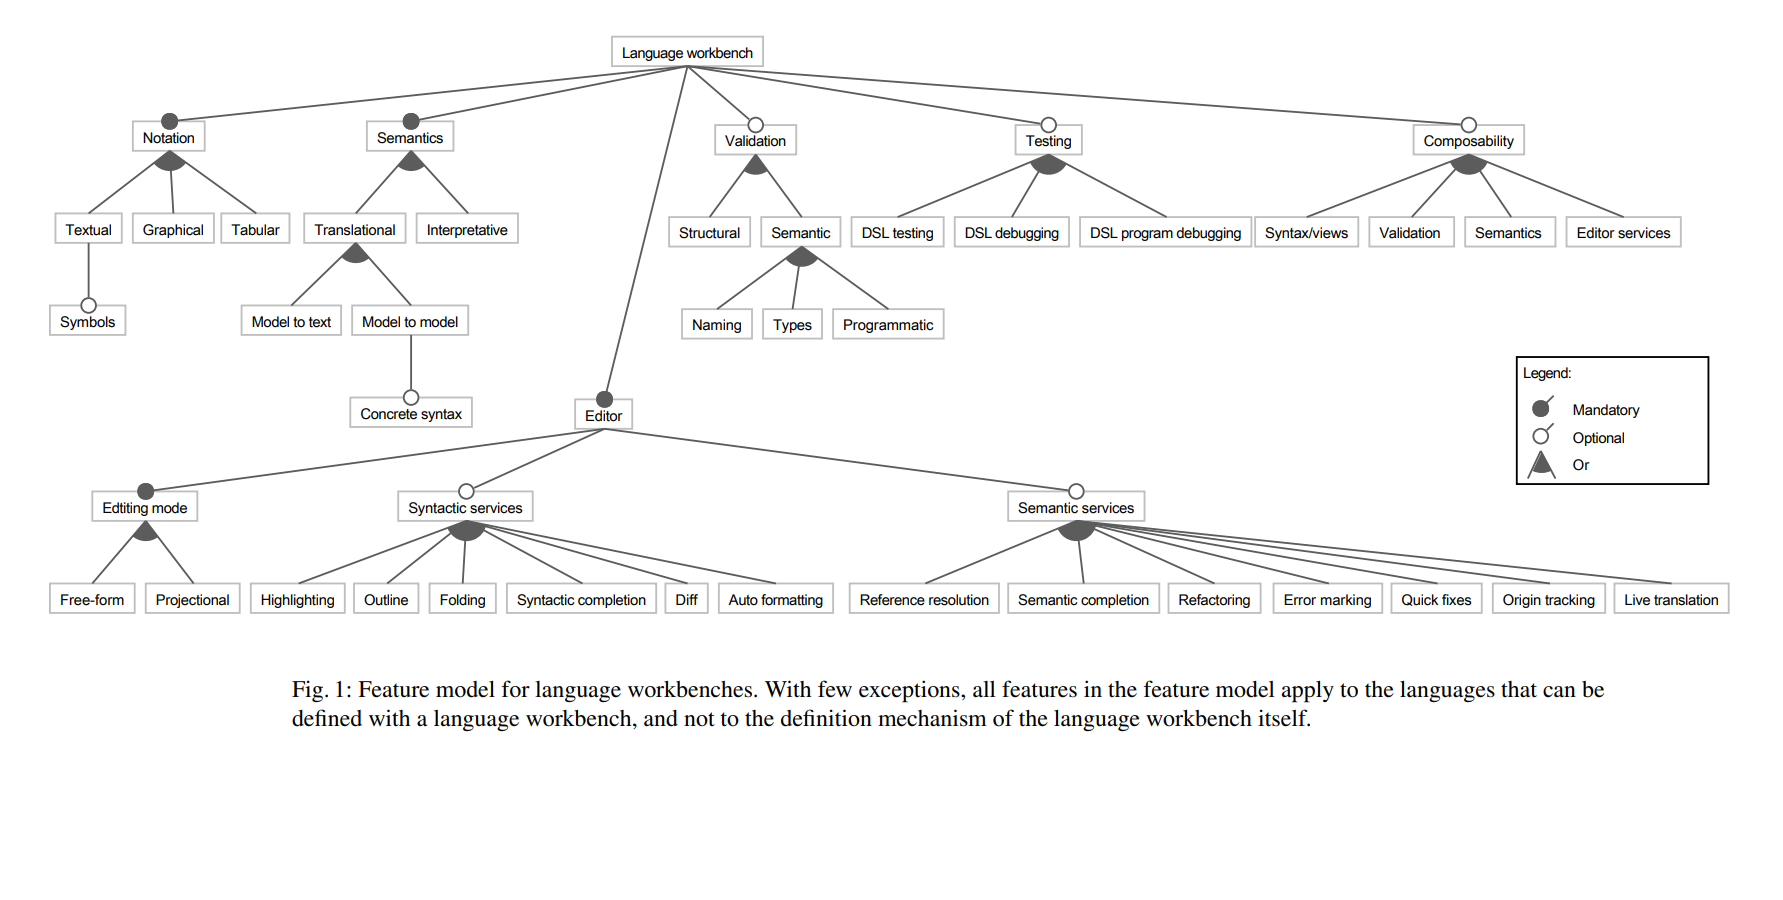 Language workbench
Notation
Semantics
Validation
Testing
Composability
Textual
Graphical
Tabular
Translational
Interpretative
Structural
Semantic
DSL testing
DSL debugging
DSL program debugging
Syntax/views
Validation
Semantics
Editor services
Symbols
Model to text
Model to model
Naming
Types
Programmatic
Concrete syntax
Editor
Legend:
Mandatory
Optional
Or
Edtiting mode
Syntactic services
Semantic services
Free-form
Projectional
Highlighting
Outline
Folding
Syntactic completion
Diff
Auto formatting
Reference resolution
Semantic completion
Refactoring
Error marking
Quick fixes
Origin tracking
Live translation
Fig. 1: Feature model for language workbenches. With few exceptions, all features in the feature model apply to the languages that can be
defined with a language workbench, and not to the definition mechanism of the language workbench itself.